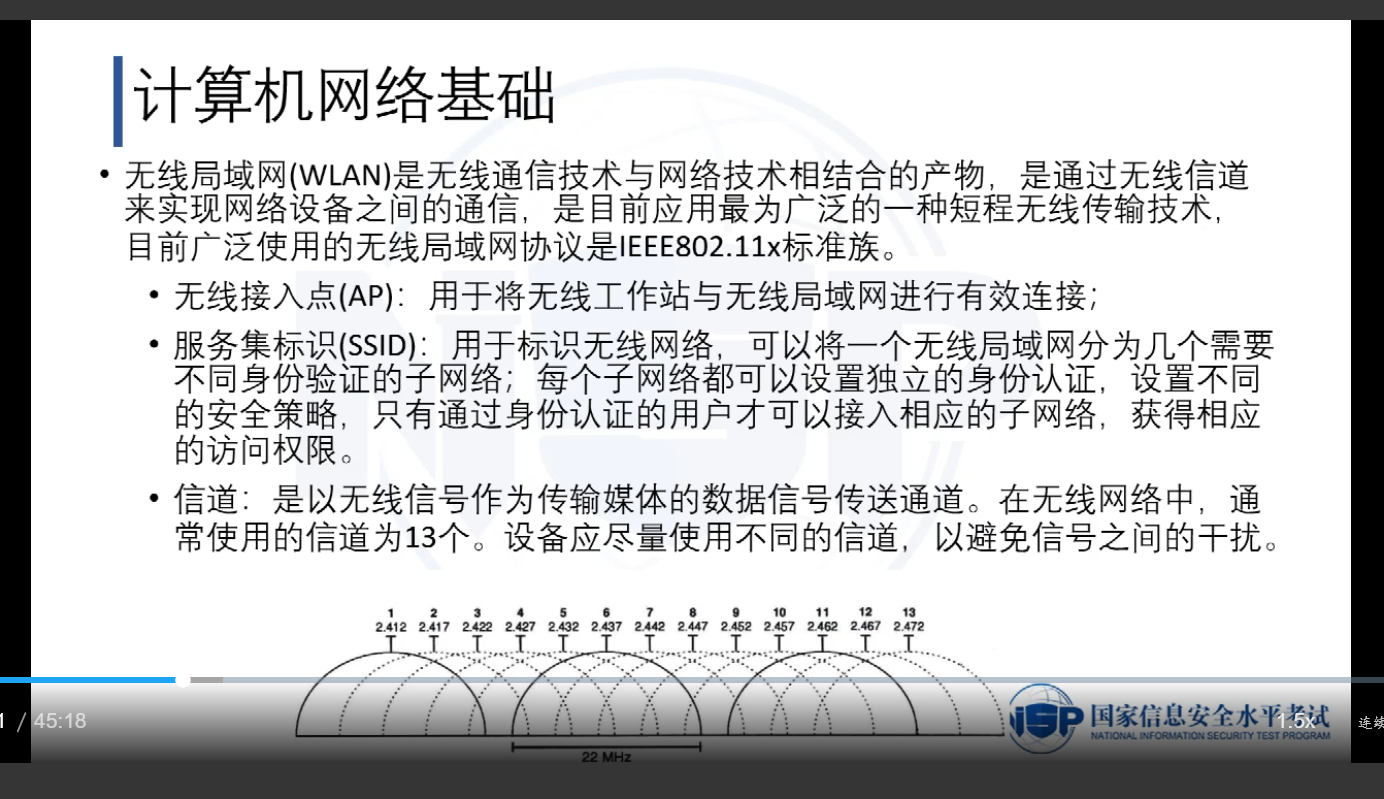 计算机网络基础
• 无线局域网(WLAN)是无线通信技术与网络技术相结合的产物，是通过无线信道
来实现网络设备之间的通信，是目前应用最为广泛的一种短程无线传输技术，
目前广泛使用的无线局域网协议是IEEE802.11x标准族。
• 无线接入点(AP)：用于将无线工作站与无线局域网进行有效连接；
• 服务集标识(SSID)：用于标识无线网络，可以将一个无线局域网分为几个需要
不同身份验证的子网络；每个子网络都可以设置独立的身份认证，设置不同
的安全策略，只有通过身份认证的用户才可以接入相应的子网络，获得相应
的访问权限。
• 信道：是以无线信号作为传输媒体的数据信号传送通道。在无线网络中，通
常使用的信道为13个。设备应尽量使用不同的信道，以避免信号之间的干扰。
1 2 3 4 5 6 7 8 9 10 11 12 13
2.412 2.417 2.422 2.427 2.432 2.437 2.442 2.447 2.452 2.457 2.462 2.467 2.472
22 MHz
NISP 国家信息安全水平考试
NATIONAL INFORMATION SECURITY TEST PROGRAM
1 / 45:18
1.5x
连续